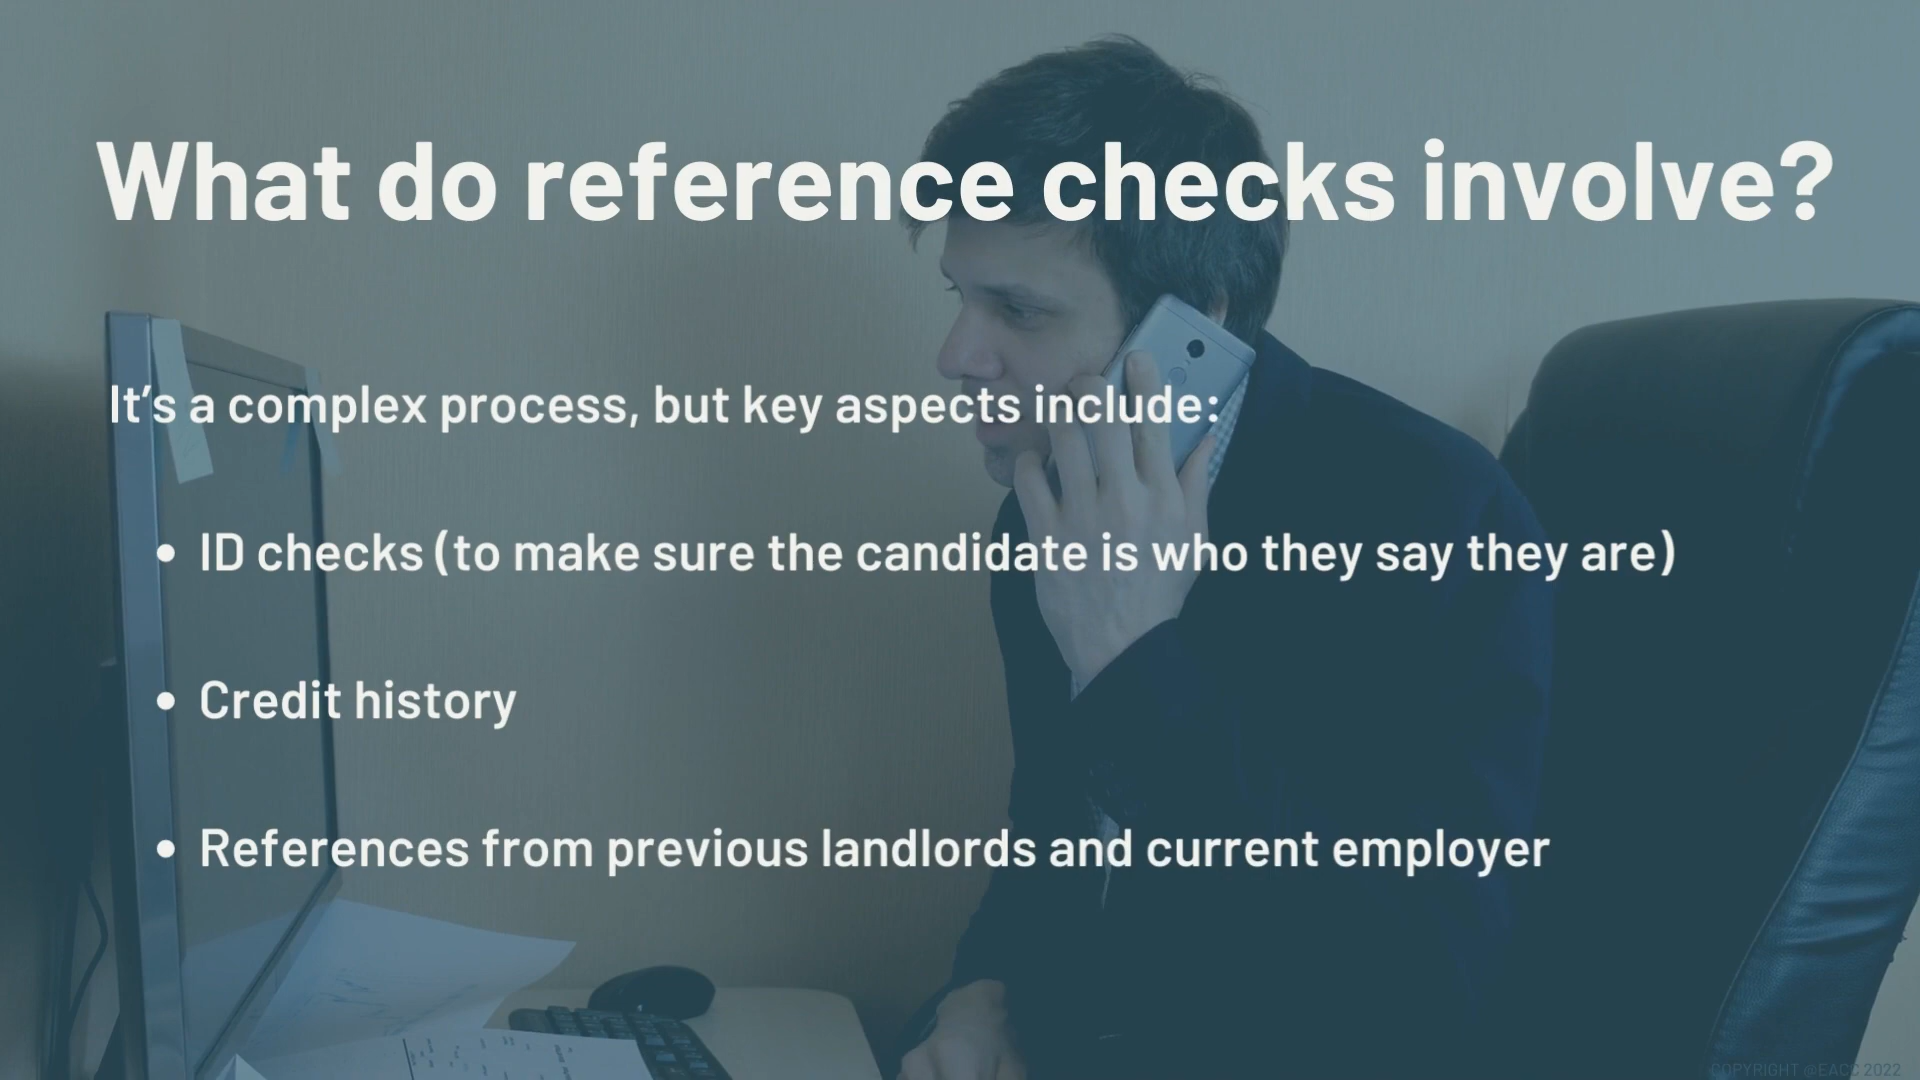 What do reference checks involve?
It’s a complex process, but key aspects include:
• ID checks (to make sure the candidate is who they say they are)
• Credit history
• References from previous landlords and current employer
COPYRIGHT @EACC 2022